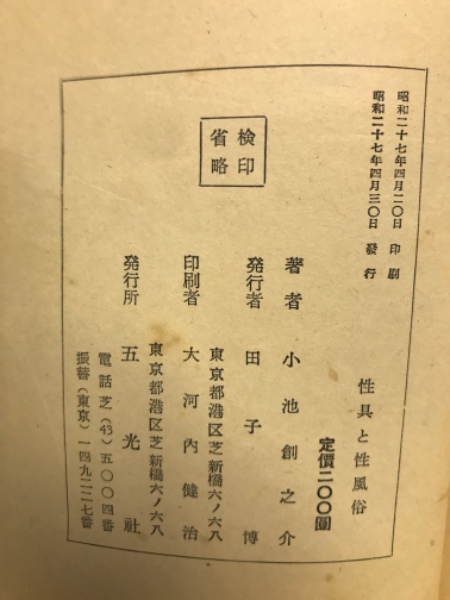 昭和二十七年四月二〇日 印刷
昭和二十七年四月三〇日 發行
性具と性風俗
定價二〇〇圓
著者 小池創之介
発行者 田子博
東京都港区芝新橋六ノ六八
印刷者 大河内健治
東京都港区芝新橋六ノ六八
発行所 五光社
電話芝(43)五〇〇四番
振替(東京)一四九二二七番
検印
省略